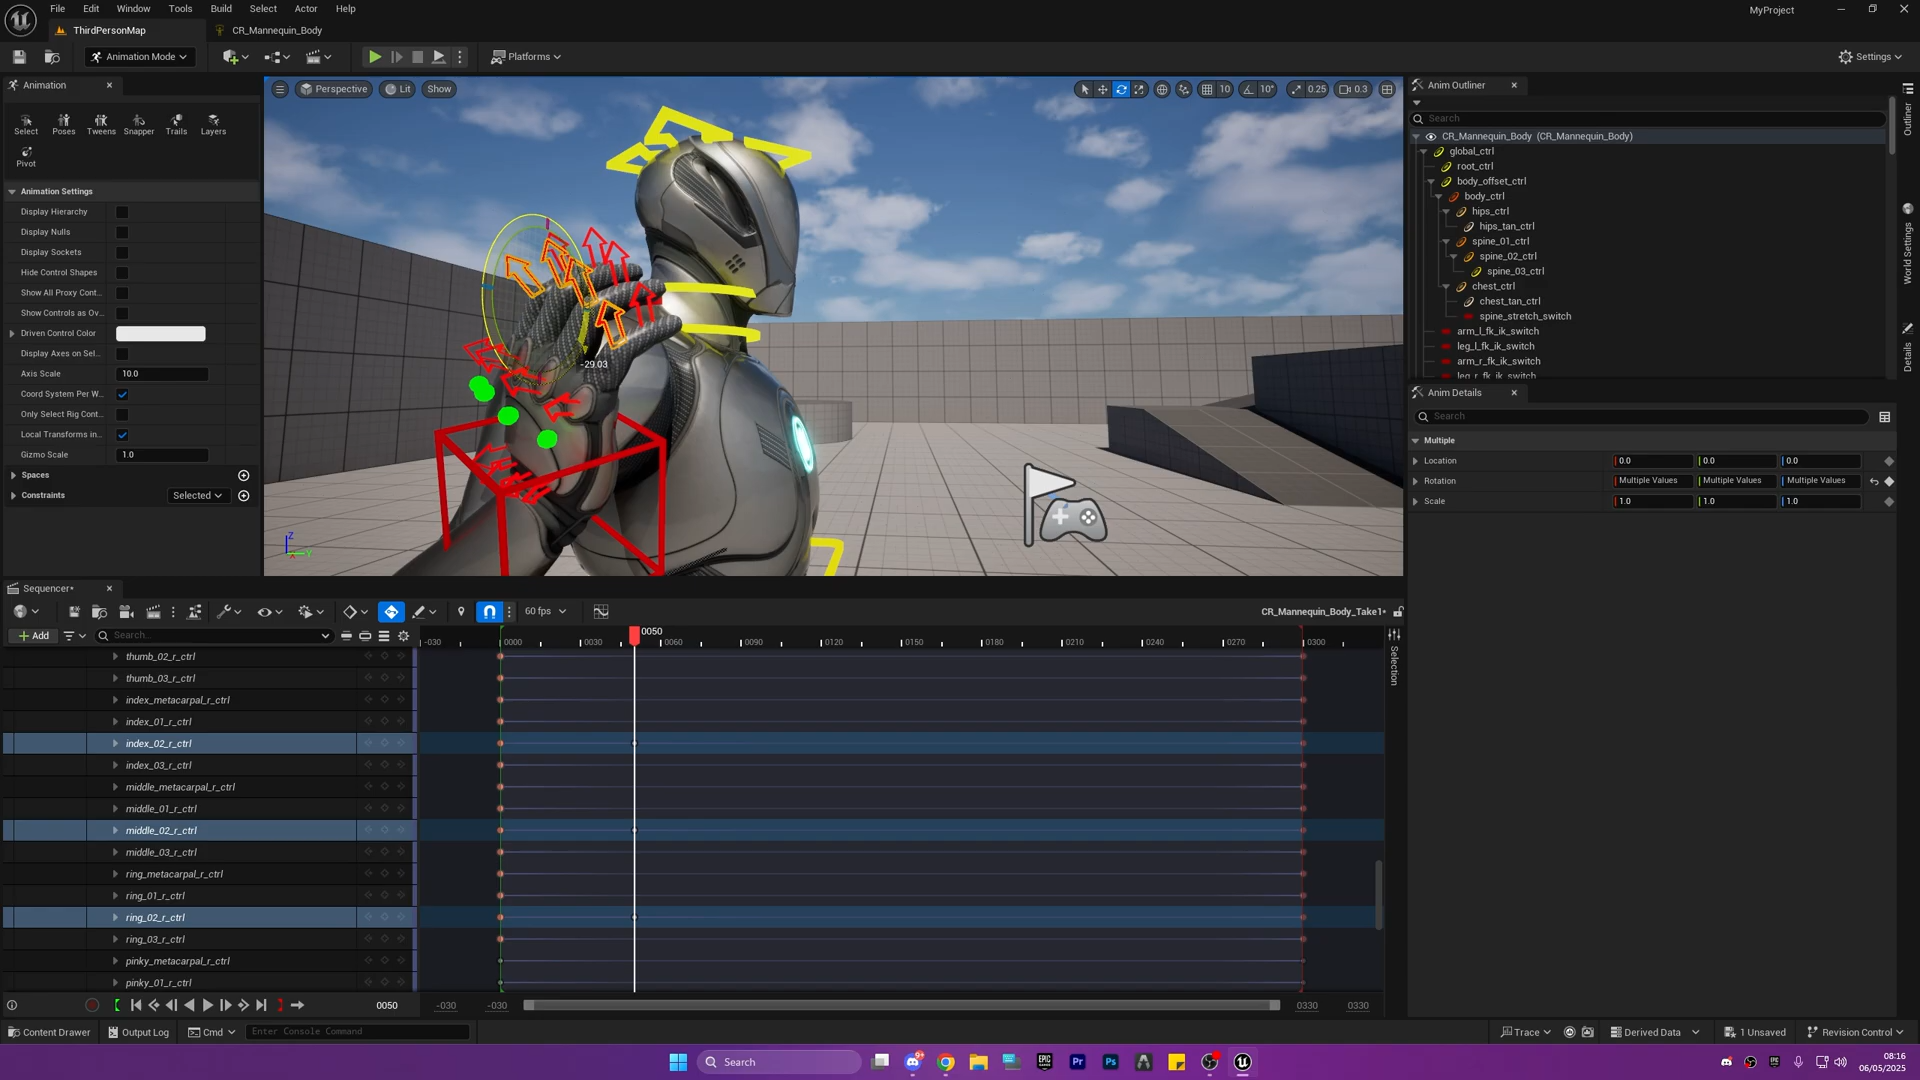 File Edit Window Tools Build Select Actor Help
MyProject
ThirdPersonMap
CR_Mannequin_Body
Animation Mode
Platforms
Settings
Animation
Select Poses Tweens Snapper Trails Layers
Pivot
Animation Settings
Display Hierarchy
Display Nulls
Display Sockets
Hide Control Shapes
Show All Proxy Cont...
Show Controls as Ov...
Driven Control Color
Display Axes on Sel...
Axis Scale 10.0
Coord System Per W...
Only Select Rig Cont...
Local Transforms in...
Gizmo Scale 1.0
Spaces
Constraints Selected
Perspective Lit Show
10 10° 0.25 0.3
-29.03
Z
Y
Anim Outliner
Search
CR_Mannequin_Body (CR_Mannequin_Body)
global_ctrl
root_ctrl
body_offset_ctrl
body_ctrl
hips_ctrl
hips_tan_ctrl
spine_01_ctrl
spine_02_ctrl
spine_03_ctrl
chest_ctrl
chest_tan_ctrl
spine_stretch_switch
arm_l_fk_ik_switch
leg_l_fk_ik_switch
arm_r_fk_ik_switch
leg_r_fk_ik_switch
Outliner
World Settings
Details
Anim Details
Search
Multiple
Location 0.0 0.0 0.0
Rotation Multiple Values Multiple Values Multiple Values
Scale 1.0 1.0 1.0
Sequencer*
60 fps
CR_Mannequin_Body_Take1*
Add
Search...
-030 0000 0030 0050 0060 0090 0120 0150 0180 0210 0240 0270 0300
Selection
thumb_02_r_ctrl
thumb_03_r_ctrl
index_metacarpal_r_ctrl
index_01_r_ctrl
index_02_r_ctrl
index_03_r_ctrl
middle_metacarpal_r_ctrl
middle_01_r_ctrl
middle_02_r_ctrl
middle_03_r_ctrl
ring_metacarpal_r_ctrl
ring_01_r_ctrl
ring_02_r_ctrl
ring_03_r_ctrl
pinky_metacarpal_r_ctrl
pinky_01_r_ctrl
0050 -030 -030 0330 0330
Content Drawer Output Log Cmd Enter Console Command
Trace Derived Data 1 Unsaved Revision Control
Search
EPIC GAMES
Pr
Ps
08:16
06/05/2025